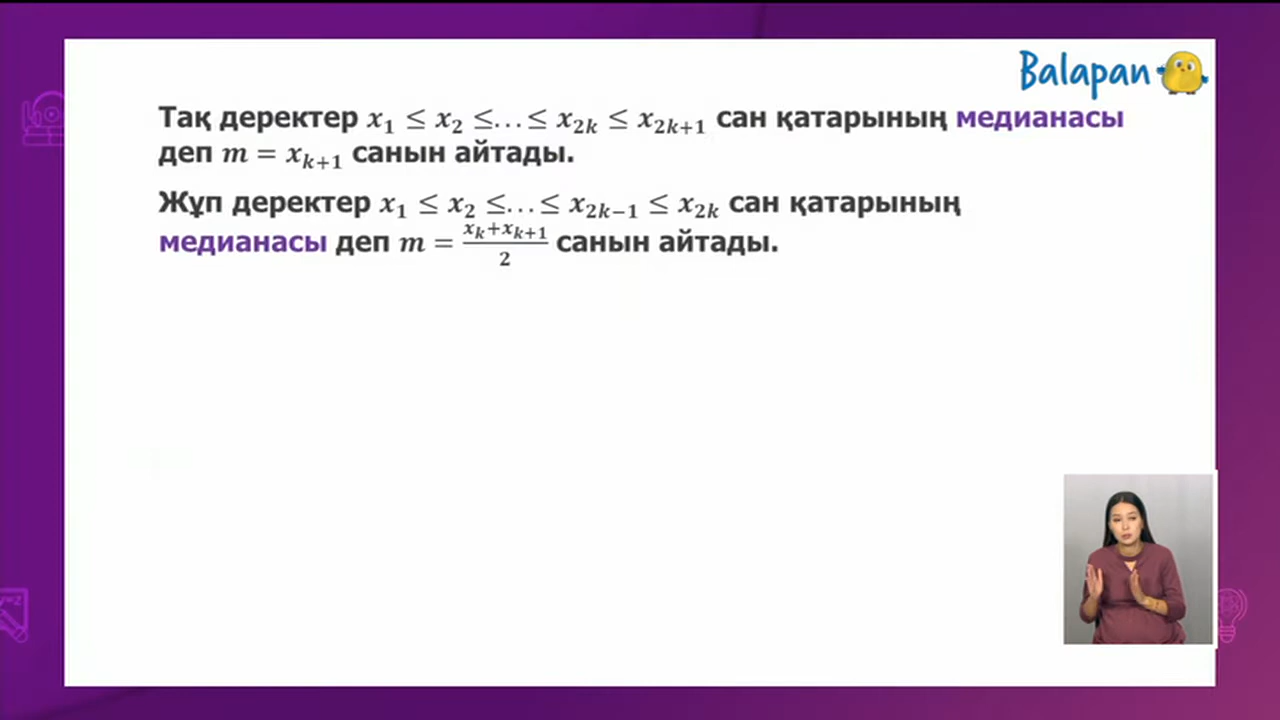 Balapan
Тақ деректер x₁ ≤ x₂ ≤...≤ x₂ₖ ≤ x₂ₖ₊₁ сан қатарының медианасы
деп m = xₖ₊₁ санын айтады.
Жұп деректер x₁ ≤ x₂ ≤...≤ x₂ₖ₋₁ ≤ x₂ₖ сан қатарының
медианасы деп m = (xₖ+xₖ₊₁)/2 санын айтады.